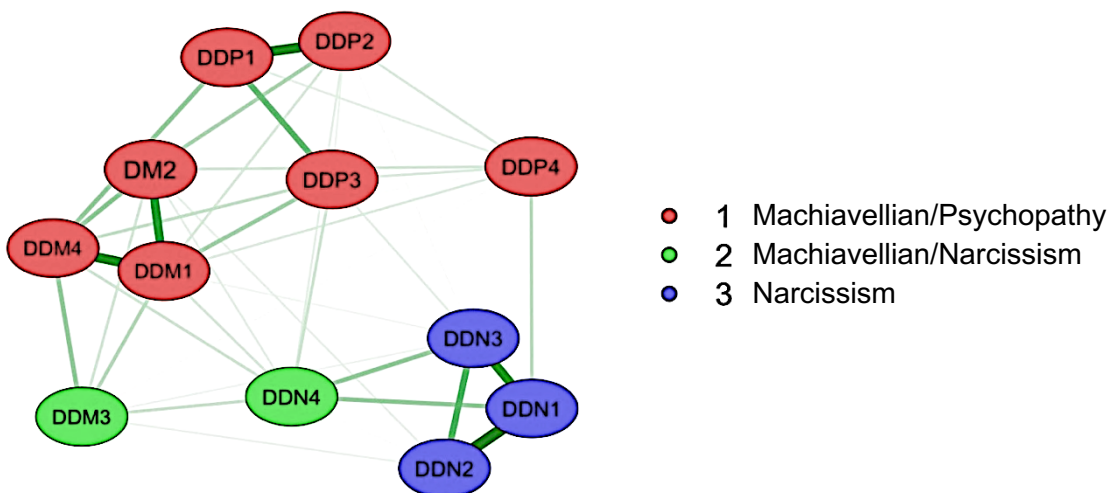 DDP1
DDP2
DM2
DDP3
DDP4
DDM4
DDM1
DDN3
DDM3
DDN4
DDN1
DDN2
1 Machiavellian/Psychopathy
2 Machiavellian/Narcissism
3 Narcissism